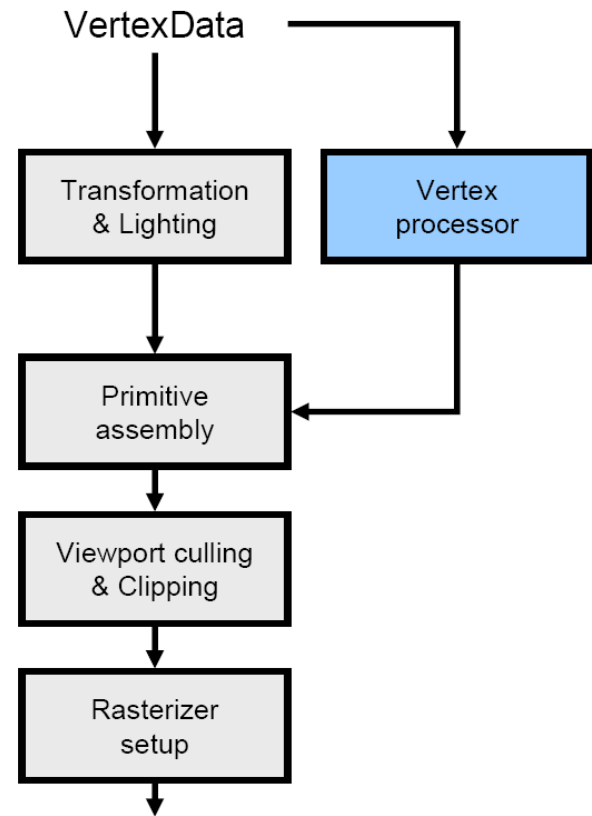 VertexData
Transformation
& Lighting
Vertex
processor
Primitive
assembly
Viewport culling
& Clipping
Rasterizer
setup